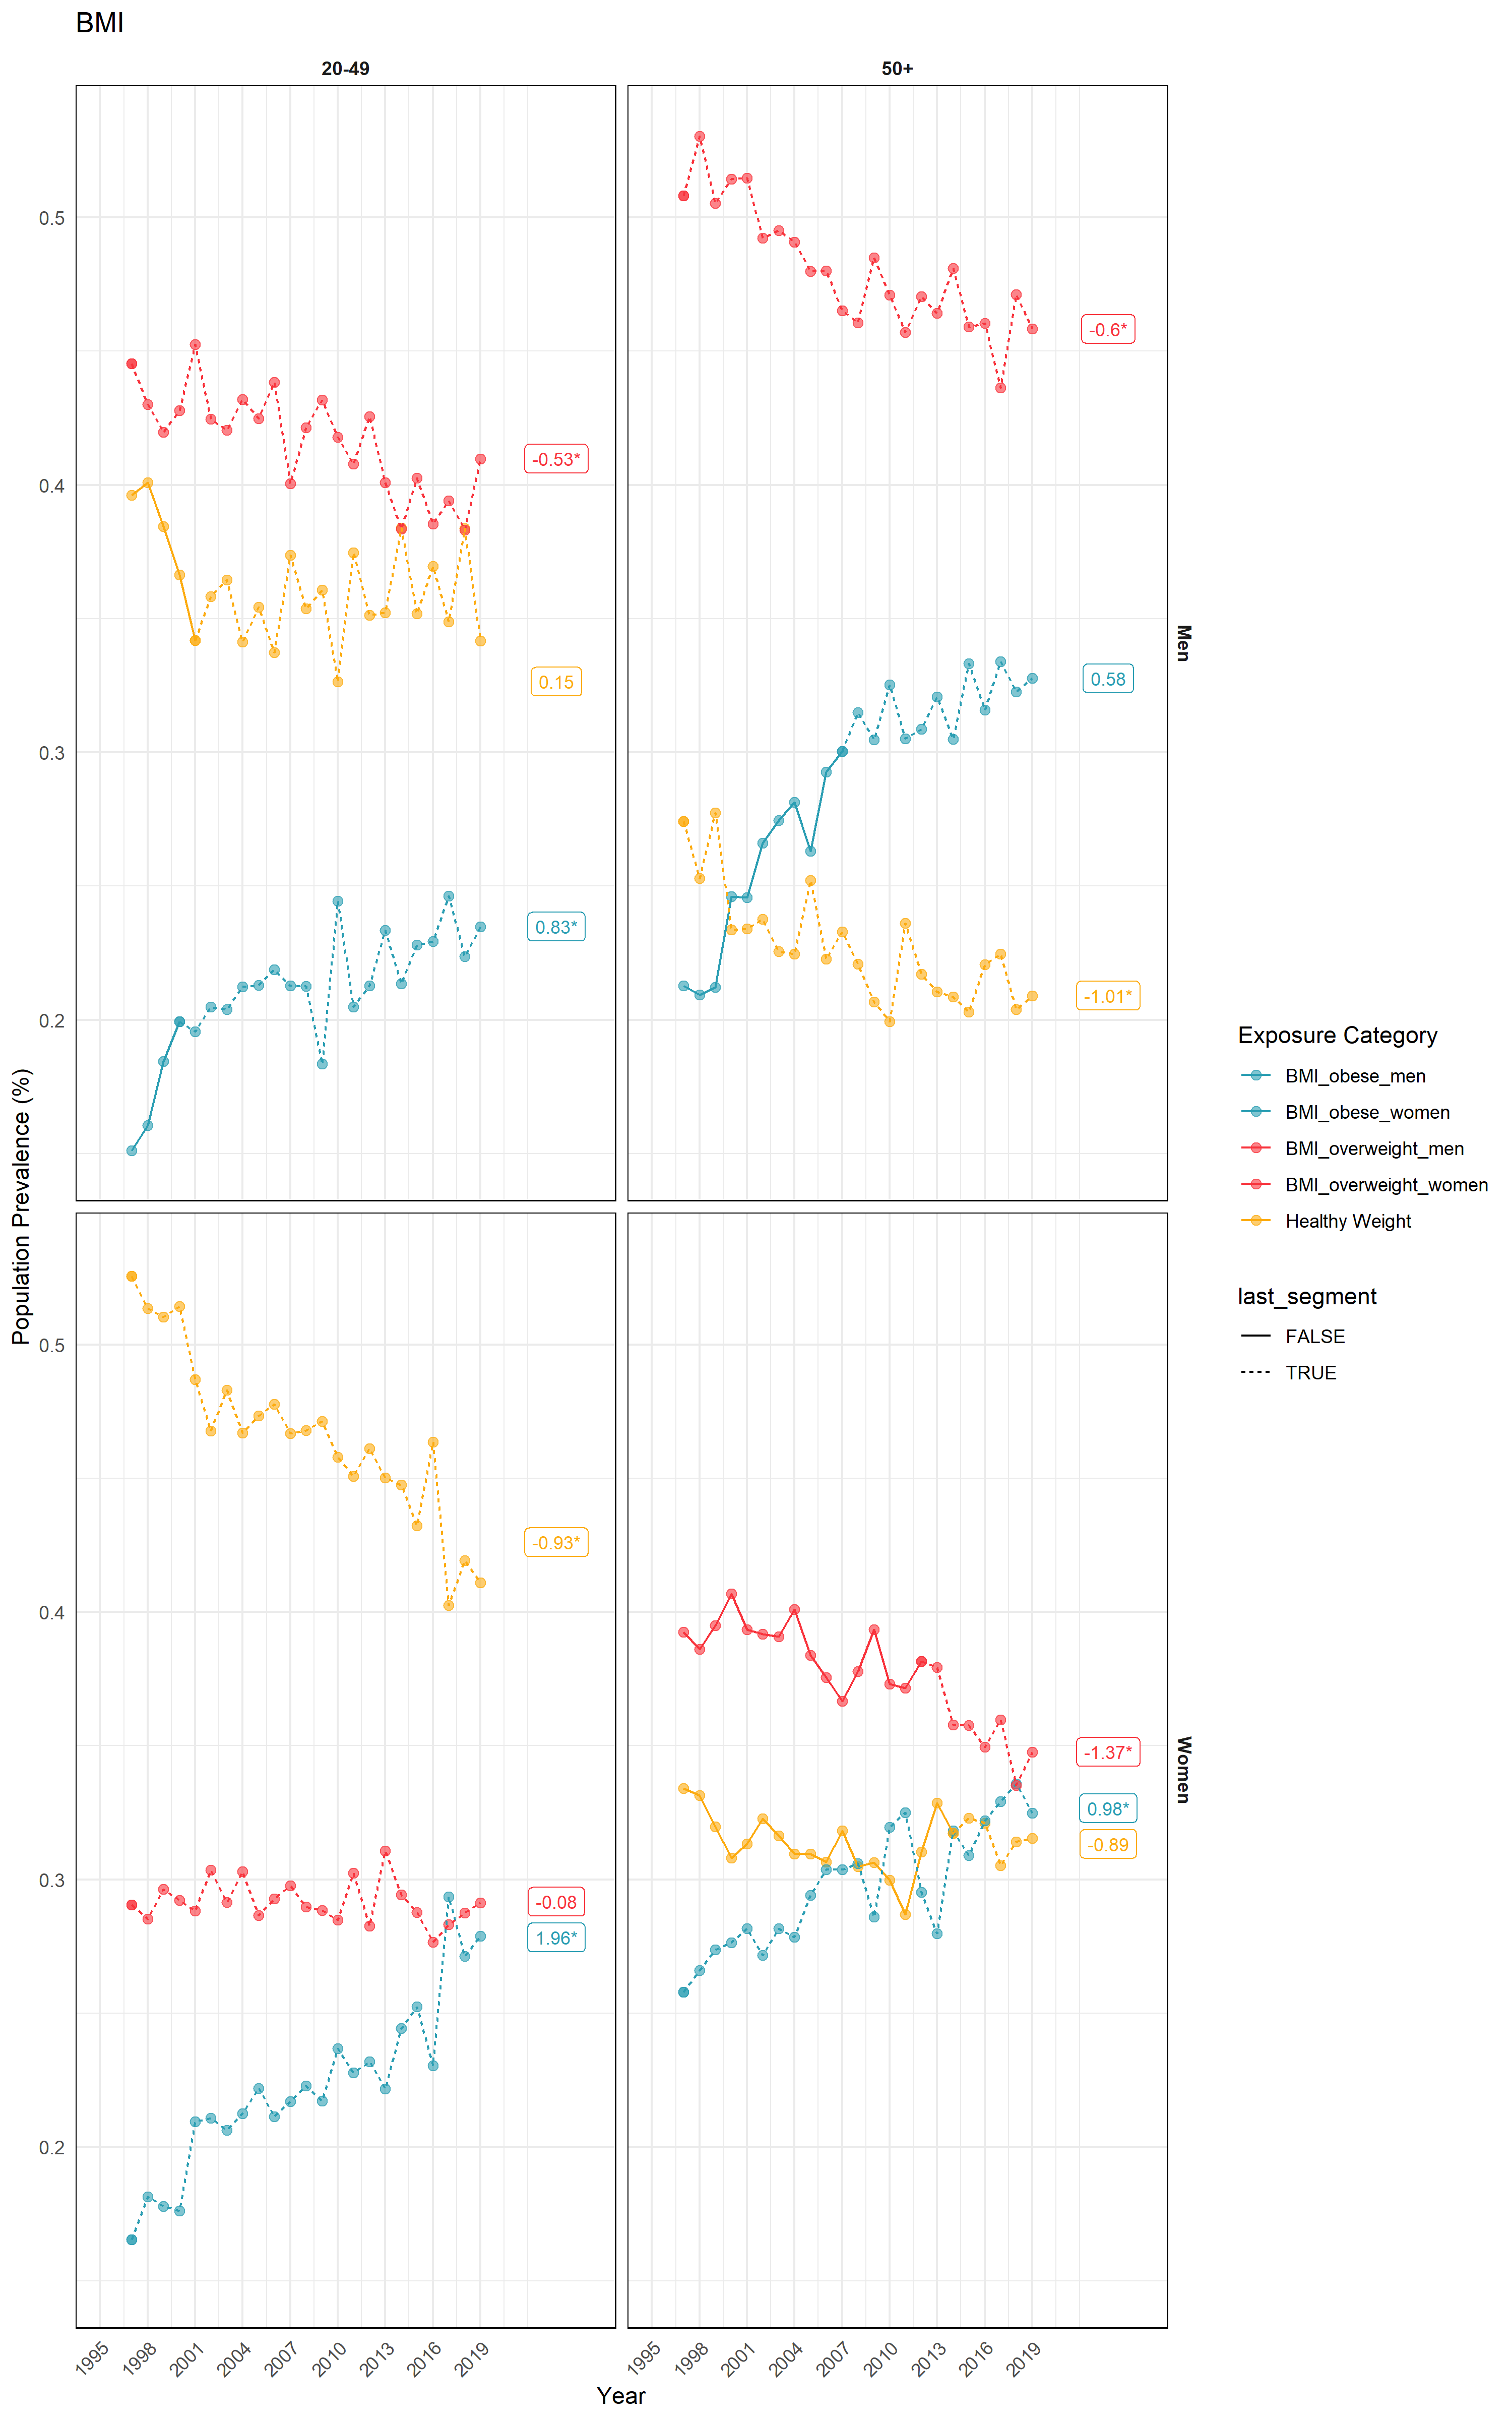 BMI
20-49
50+
Population Prevalence (%)
0.5
0.4
0.3
0.2
-0.53*
0.15
0.83*
-0.6*
0.58
-1.01*
Men
0.5
0.4
0.3
0.2
-0.93*
-0.08
1.96*
-1.37*
0.98*
-0.89
Women
1995 1998 2001 2004 2007 2010 2013 2016 2019
1995 1998 2001 2004 2007 2010 2013 2016 2019
Year
Exposure Category
BMI_obese_men
BMI_obese_women
BMI_overweight_men
BMI_overweight_women
Healthy Weight
last_segment
FALSE
TRUE